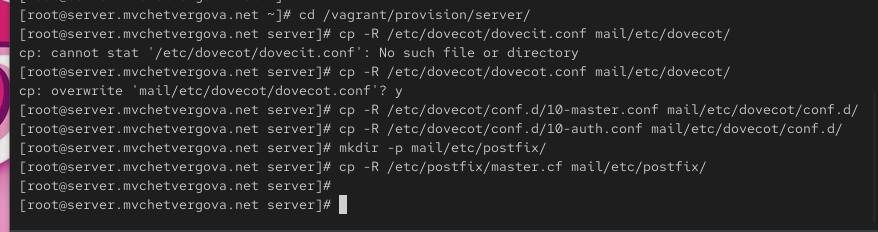 [root@server.mvchetvergova.net ~]# cd /vagrant/provision/server/
[root@server.mvchetvergova.net server]# cp -R /etc/dovecot/dovecit.conf mail/etc/dovecot/
cp: cannot stat '/etc/dovecot/dovecit.conf': No such file or directory
[root@server.mvchetvergova.net server]# cp -R /etc/dovecot/dovecot.conf mail/etc/dovecot/
cp: overwrite 'mail/etc/dovecot/dovecot.conf'? y
[root@server.mvchetvergova.net server]# cp -R /etc/dovecot/conf.d/10-master.conf mail/etc/dovecot/conf.d/
[root@server.mvchetvergova.net server]# cp -R /etc/dovecot/conf.d/10-auth.conf mail/etc/dovecot/conf.d/
[root@server.mvchetvergova.net server]# mkdir -p mail/etc/postfix/
[root@server.mvchetvergova.net server]# cp -R /etc/postfix/master.cf mail/etc/postfix/
[root@server.mvchetvergova.net server]#
[root@server.mvchetvergova.net server]#